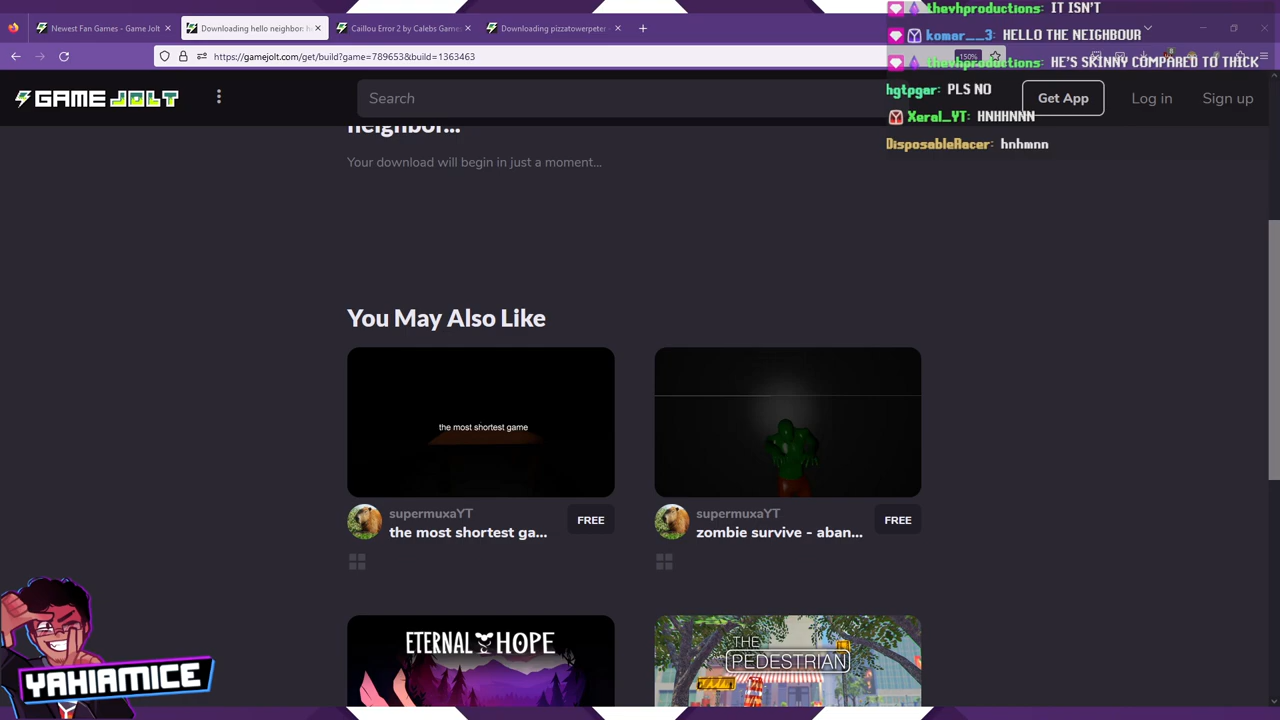 Newest Fan Games - Game Jolt
Downloading hello neighbor: h
Caillou Error 2 by Calebs Games
Downloading pizzatowerpeter
thevhproductions: IT ISN'T
komar__3: HELLO THE NEIGHBOUR
https://gamejolt.com/get/build?game=789653&build=1363463
150%
thevhproductions: HE'S SKINNY COMPARED TO THICK
GAME JOLT
Search
hgtpgar: PLS NO
Get App
Log in
Sign up
Xeral_YT: HNHHNNN
neighbor...
DisposableRacer: hnhmnn
Your download will begin in just a moment...
You May Also Like
the most shortest game
supermuxaYT
the most shortest ga...
FREE
supermuxaYT
zombie survive - aban...
FREE
ETERNAL HOPE
THE
PEDESTRIAN
YAHIAMICE